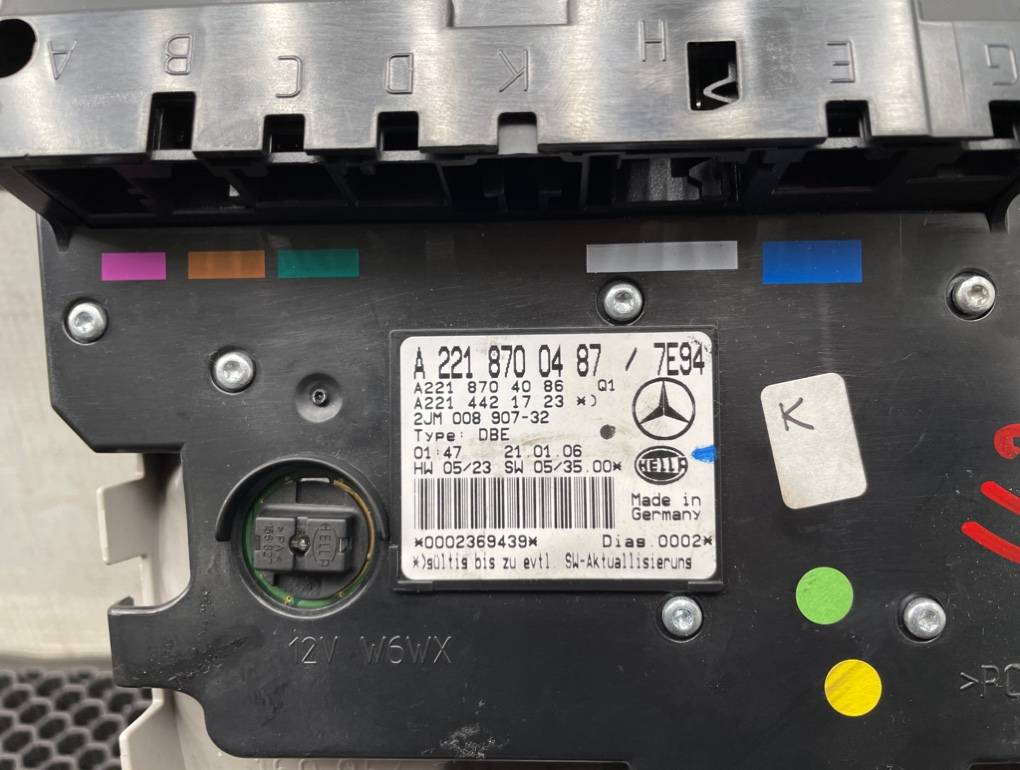 A B C D K H E G
A 221 870 04 87 / 7E94
A221 870 40 86 Q1
A221 442 17 23 *)
2JM 008 907-32
Type: DBE
01:47 21.01.06
HW 05/23 SW 05/35.00*
HELLA
Made in
Germany
*0002369439*
Diag.0002*
*)gültig bis zu evtl SW-Aktuallisierung
K
HELLA
12V W6WX